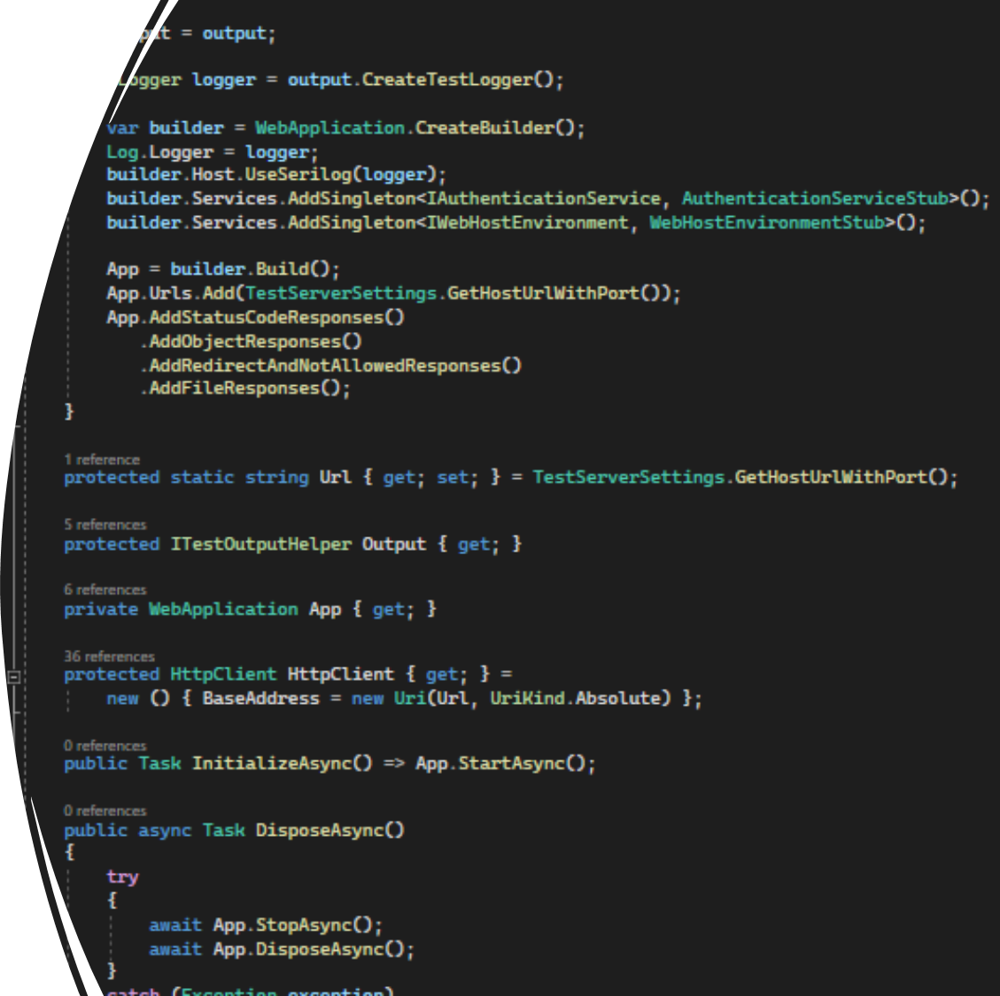 = output;
logger = output.CreateTestLogger();
var builder = WebApplication.CreateBuilder();
Log.Logger = logger;
builder.Host.UseSerilog(logger);
builder.Services.AddSingleton<IAuthenticationService, AuthenticationServiceStub>();
builder.Services.AddSingleton<IWebHostEnvironment, WebHostEnvironmentStub>();
App = builder.Build();
App.Urls.Add(TestServerSettings.GetHostUrlWithPort());
App.AddStatusCodeResponses()
.AddObjectResponses()
.AddRedirectAndNotAllowedResponses()
.AddFileResponses();
}
1 reference
protected static string Url { get; set; } = TestServerSettings.GetHostUrlWithPort();
5 references
protected ITestOutputHelper Output { get; }
6 references
private WebApplication App { get; }
36 references
protected HttpClient HttpClient { get; } =
new () { BaseAddress = new Uri(Url, UriKind.Absolute) };
0 references
public Task InitializeAsync() => App.StartAsync();
0 references
public async Task DisposeAsync()
{
try
{
await App.StopAsync();
await App.DisposeAsync();
}
catch (Exception exception)